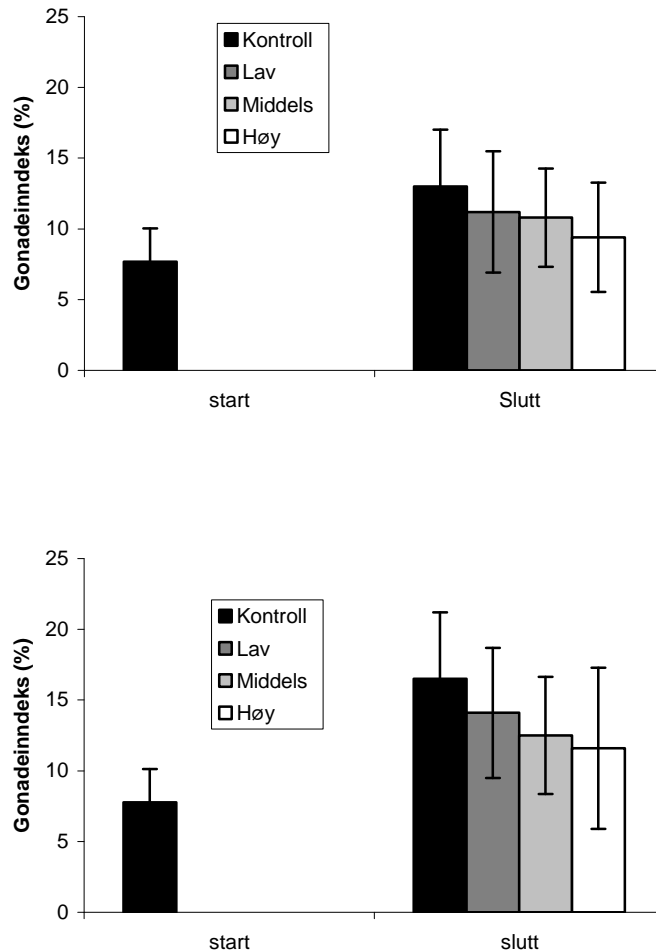 25
20
15
10
5
0
Gonadeinndeks (%)
Kontroll
Lav
Middels
Høy
start
Slutt
25
20
15
10
5
0
Gonadeinndeks (%)
Kontroll
Lav
Middels
Høy
start
slutt